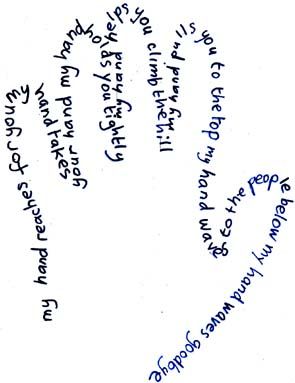 my hand reaches for yours
my hand takes
your hand my hand
holds you tightly
my hand helps
you climb the hill
my hand pulls
you to the top my hand waves
to the people
below my hand waves goodbye